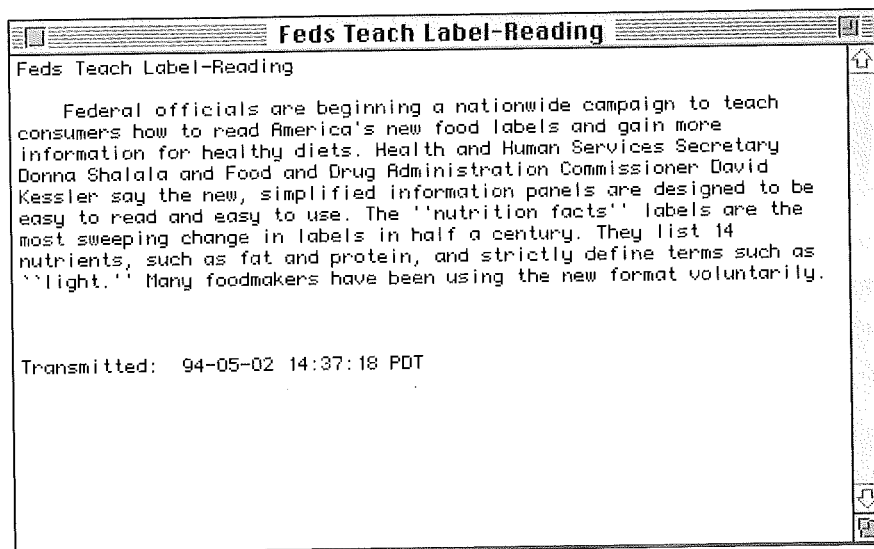 Feds Teach Label-Reading
Feds Teach Label-Reading
Federal officials are beginning a nationwide campaign to teach
consumers how to read America's new food labels and gain more
information for healthy diets. Health and Human Services Secretary
Donna Shalala and Food and Drug Administration Commissioner David
Kessler say the new, simplified information panels are designed to be
easy to read and easy to use. The ''nutrition facts'' labels are the
most sweeping change in labels in half a century. They list 14
nutrients, such as fat and protein, and strictly define terms such as
``light.'' Many foodmakers have been using the new format voluntarily.
Transmitted:  94-05-02 14:37:18 PDT